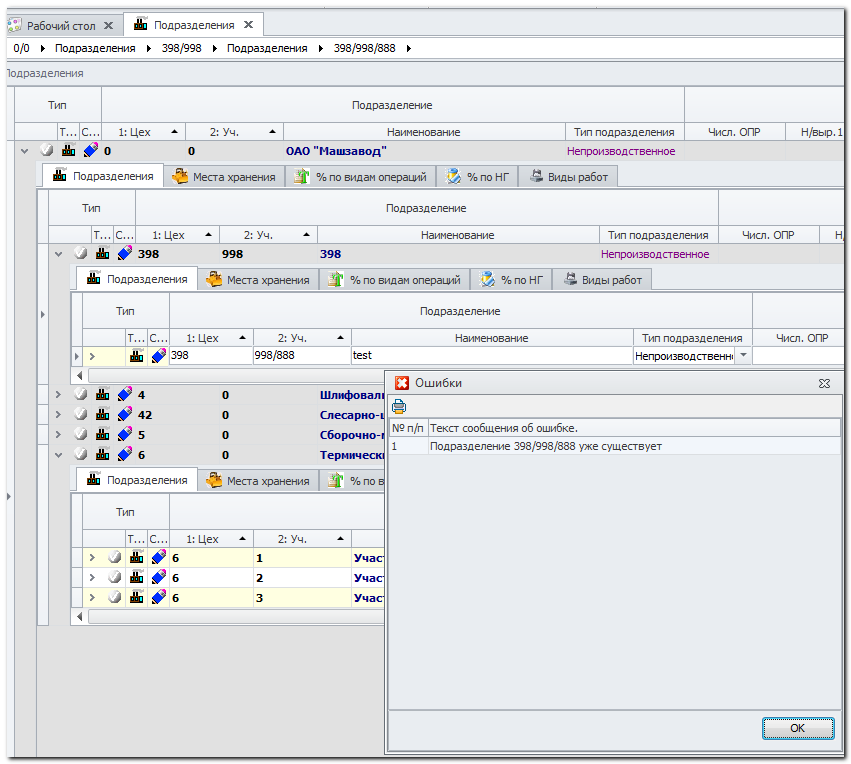 Рабочий стол
Подразделения
0/0 Подразделения 398/998 Подразделения 398/998/888
Подразделения
Тип Подразделение
Т... С... 1: Цех 2: Уч. Наименование Тип подразделения Числ. ОПР Н/выр.1
0 0 ОАО "Машзавод" Непроизводственное
Подразделения Места хранения % по видам операций % по НГ Виды работ
Тип Подразделение
Т... С... 1: Цех 2: Уч. Наименование Тип подразделения Числ. ОПР
398 998 398 Непроизводственное
Подразделения Места хранения % по видам операций % по НГ Виды работ
Тип Подразделение
Т... С... 1: Цех 2: Уч. Наименование Тип подразделения Числ. ОПР
398 998/888 test Непроизводственн
4 0 Шлифоваль
42 0 Слесарно-ш
5 0 Сборочно-м
6 0 Термически
Подразделения Места хранения % по в
Тип
Т... С... 1: Цех 2: Уч.
6 1 Участ
6 2 Участ
6 3 Участ
Ошибки
№ п/п Текст сообщения об ошибке.
1 Подразделение 398/998/888 уже существует
OK